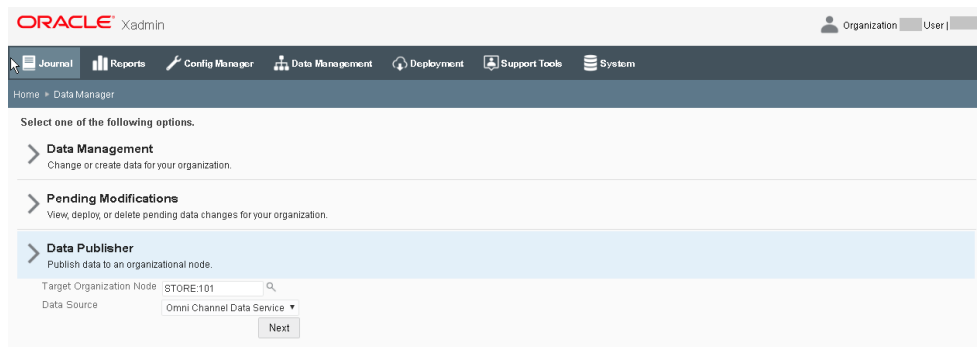 ORACLE® Xadmin
Organization User |
Journal Reports Config Manager Data Management Deployment Support Tools System
Home Data Manager
Select one of the following options.
Data Management
Change or create data for your organization.
Pending Modifications
View, deploy, or delete pending data changes for your organization.
Data Publisher
Publish data to an organizational node.
Target Organization Node STORE:101
Data Source Omni Channel Data Service
Next